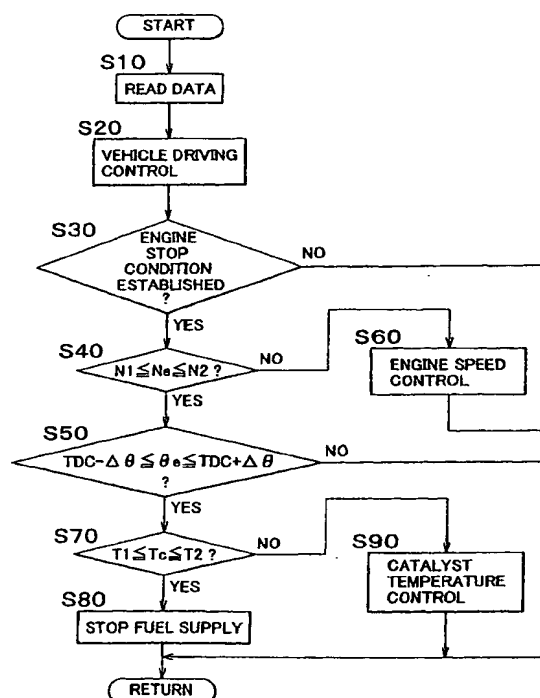 START
S10
READ DATA
S20
VEHICLE DRIVING
CONTROL
S30
ENGINE
STOP
CONDITION
ESTABLISHED
?
NO
YES
S40
N1≦Ne≦N2 ?
NO
S60
ENGINE SPEED
CONTROL
YES
S50
TDC-Δθ≦θe≦TDC+Δθ
?
NO
YES
S70
T1≦Tc≦T2 ?
NO
S90
CATALYST
TEMPERATURE
CONTROL
YES
S80
STOP FUEL SUPPLY
RETURN